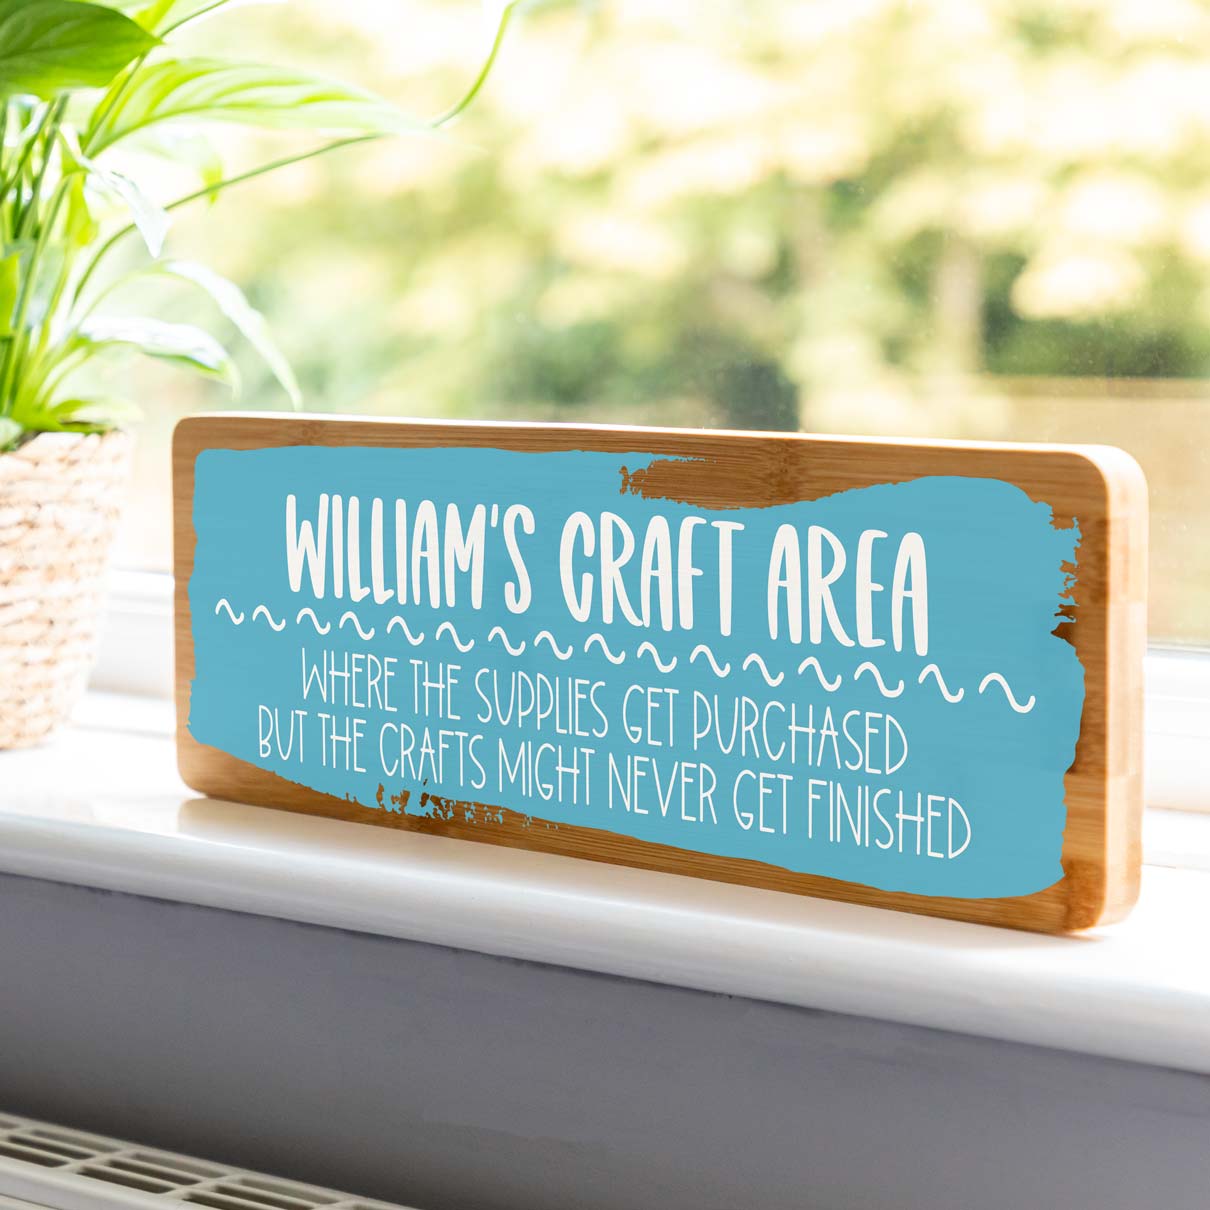 WILLIAM'S CRAFT AREA
WHERE THE SUPPLIES GET PURCHASED
BUT THE CRAFTS MIGHT NEVER GET FINISHED